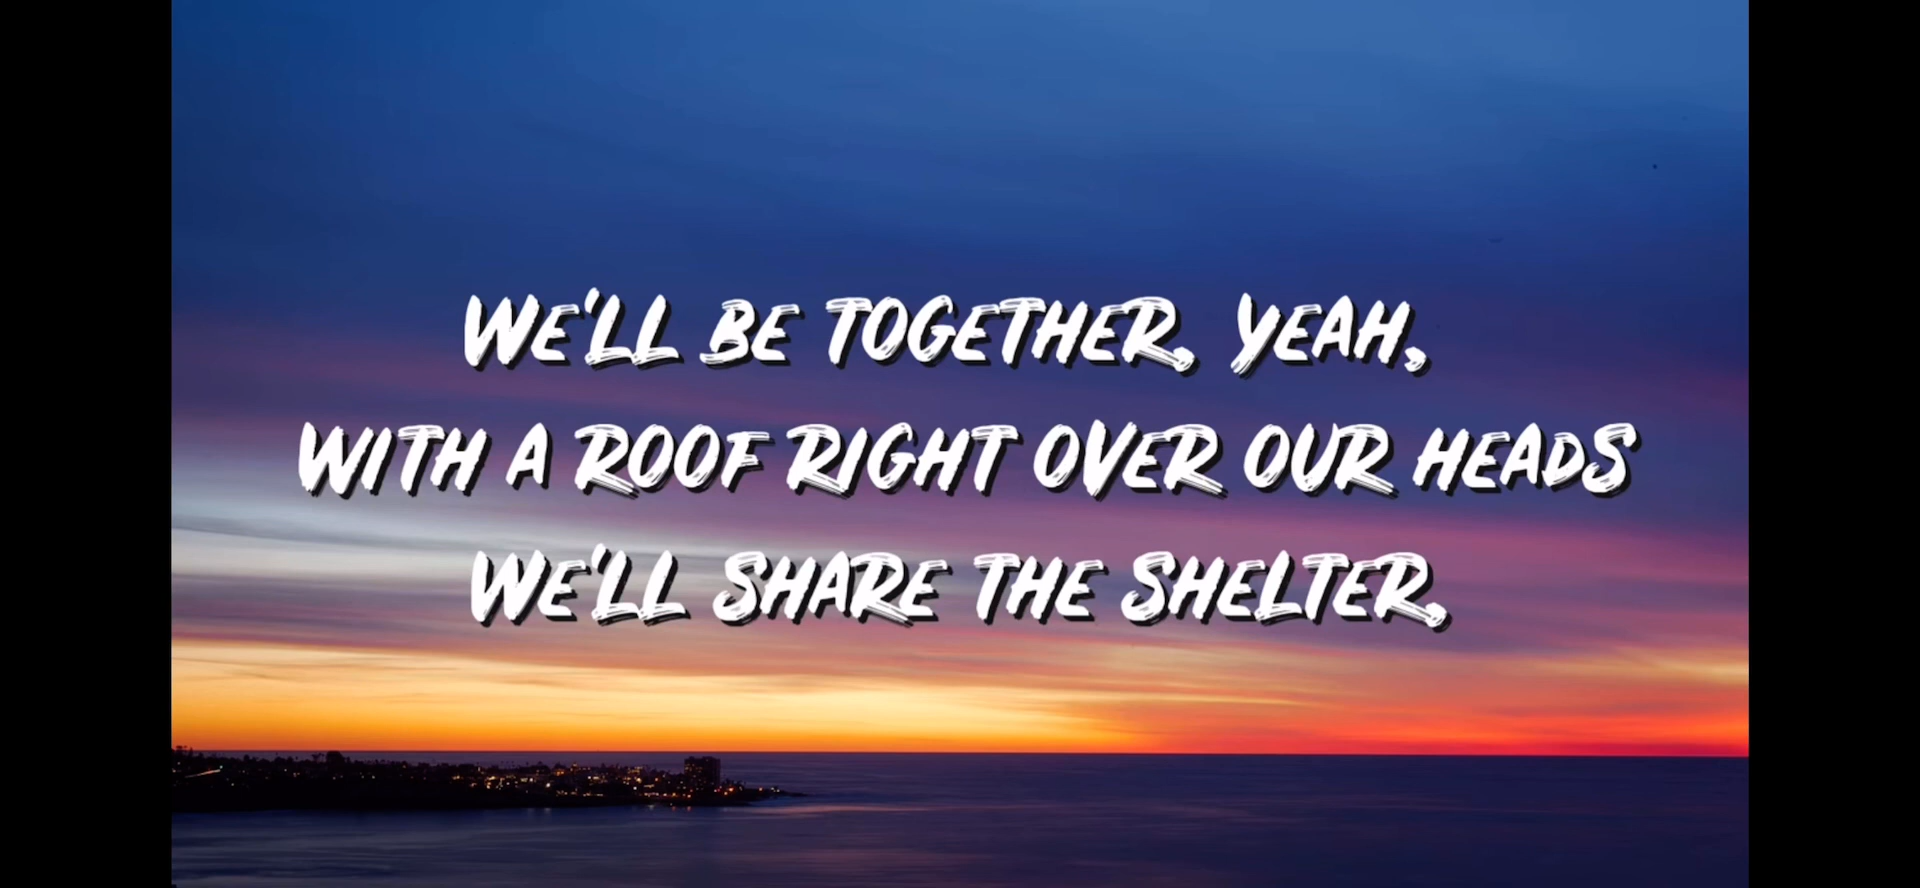 WE'LL BE TOGETHER, YEAH,
WITH A ROOF RIGHT OVER OUR HEADS
WE'LL SHARE THE SHELTER,